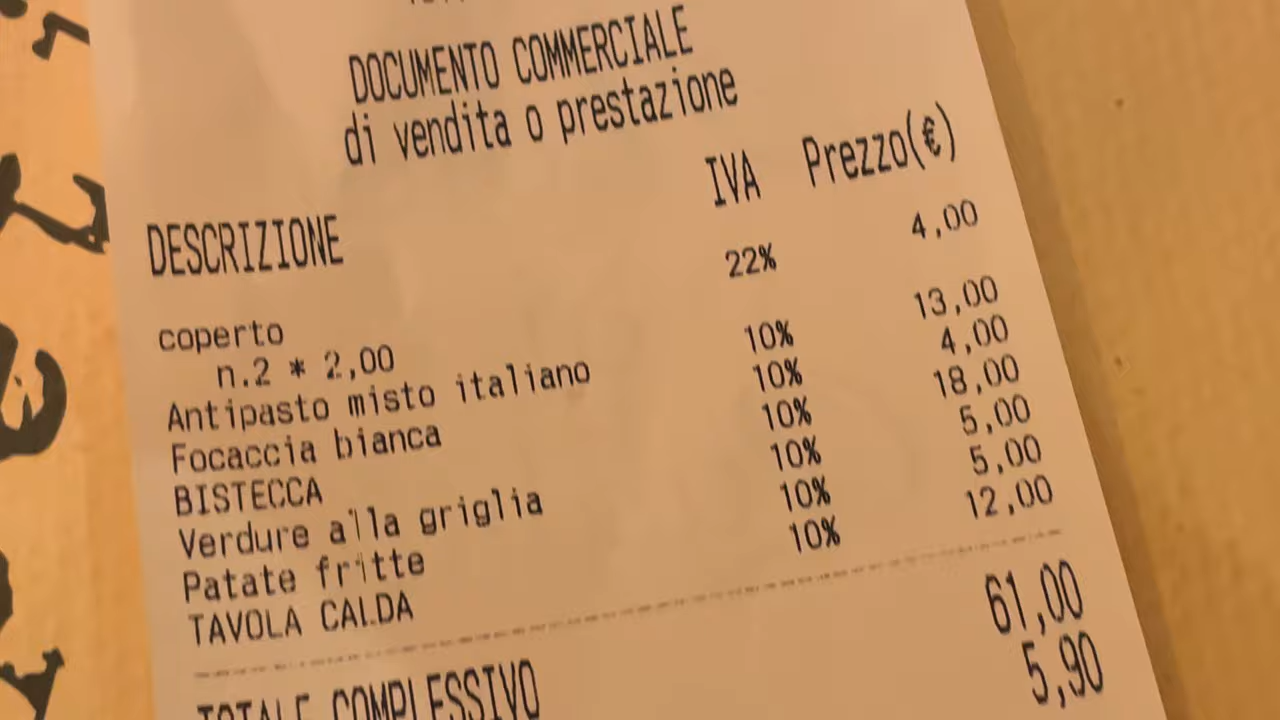 DOCUMENTO COMMERCIALE
di vendita o prestazione
DESCRIZIONE IVA Prezzo(€)
coperto 22% 4,00
n.2 * 2,00
Antipasto misto italiano 10% 13,00
Focaccia bianca 10% 4,00
BISTECCA 10% 18,00
Verdure alla griglia 10% 5,00
Patate fritte 10% 5,00
TAVOLA CALDA 10% 12,00
TOTALE COMPLESSIVO 61,00
5,90